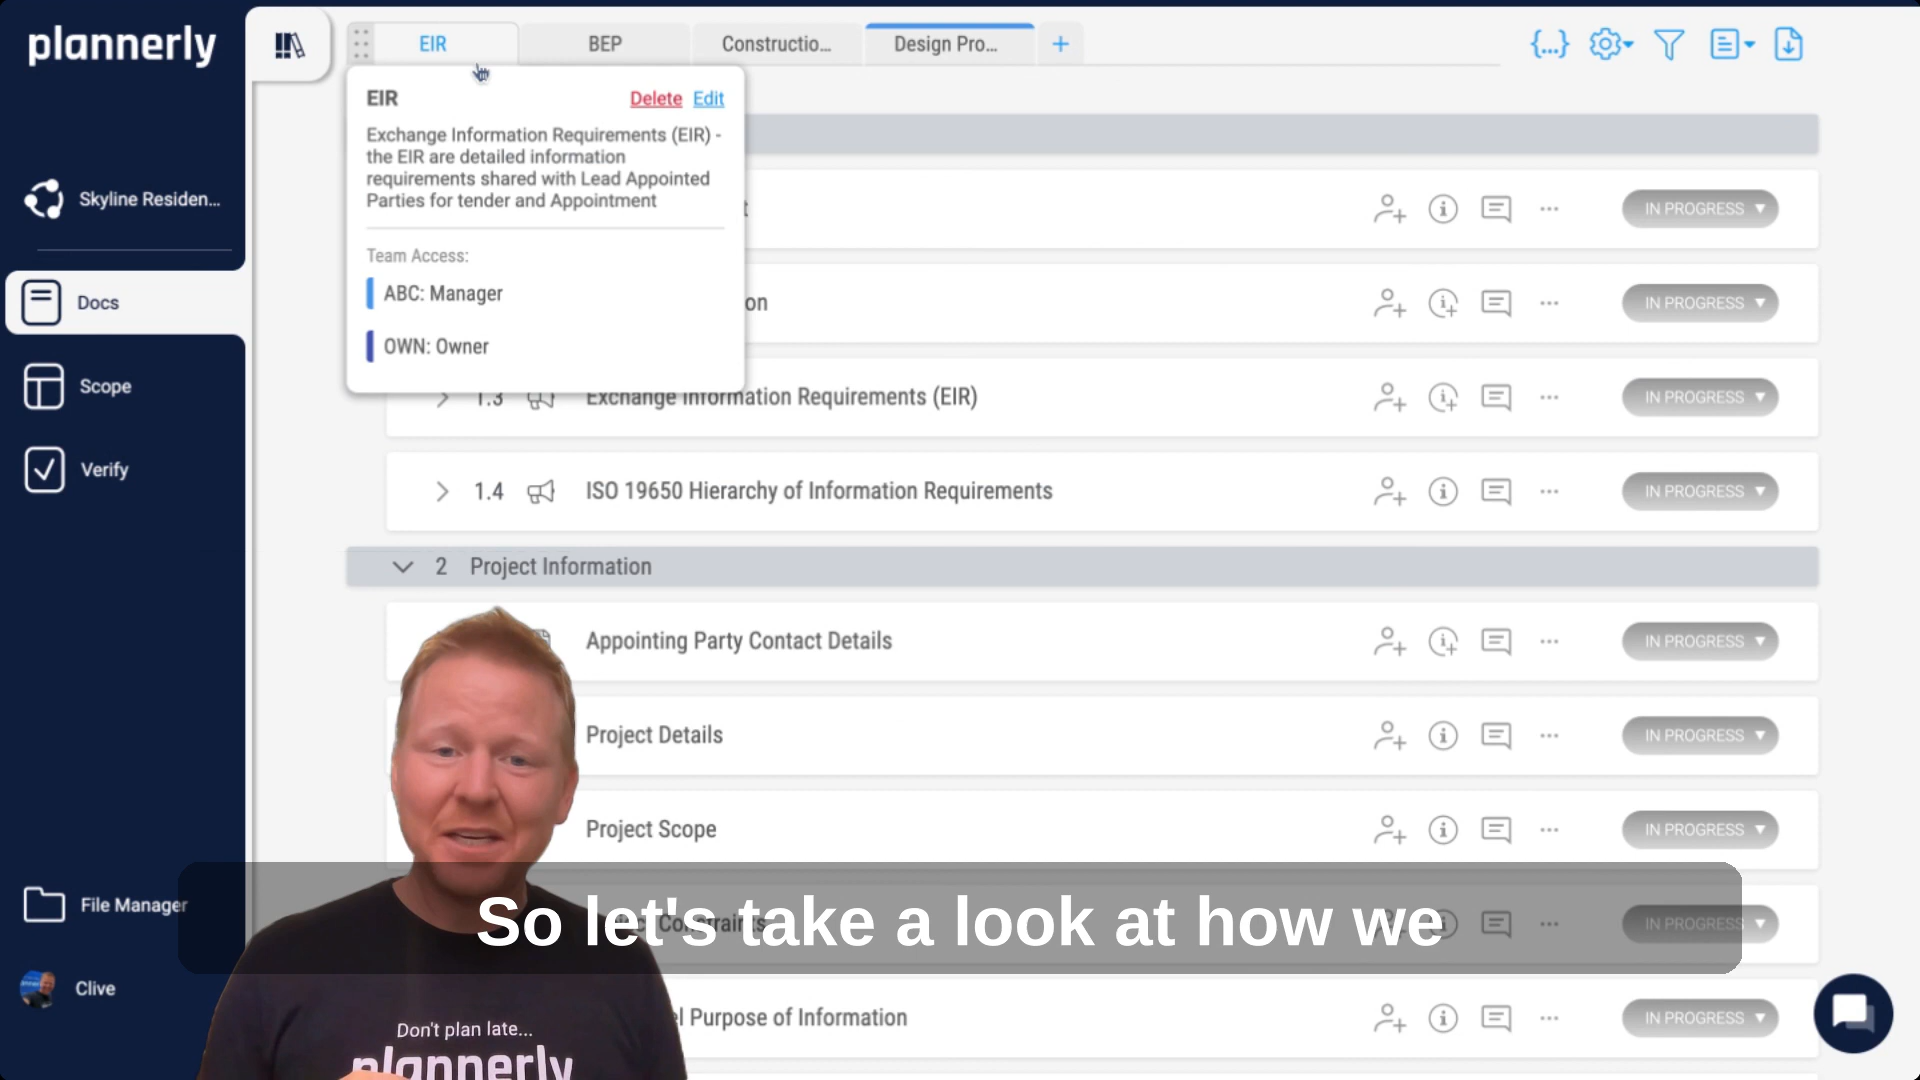 plannerly
EIR
BEP
Constructio...
Design Pro...
+
{...}
EIR
Delete Edit
Exchange Information Requirements (EIR) -
the EIR are detailed information
requirements shared with Lead Appointed
Parties for tender and Appointment
Team Access:
ABC: Manager
OWN: Owner
Skyline Residen...
Docs
Scope
Verify
File Manager
Clive
t
IN PROGRESS
on
IN PROGRESS
1.3 Exchange Information Requirements (EIR)
IN PROGRESS
1.4 ISO 19650 Hierarchy of Information Requirements
IN PROGRESS
2 Project Information
Appointing Party Contact Details
IN PROGRESS
Project Details
IN PROGRESS
Project Scope
IN PROGRESS
So let's take a look at how we
Constraints
IN PROGRESS
el Purpose of Information
IN PROGRESS
Don't plan late...
plannerly